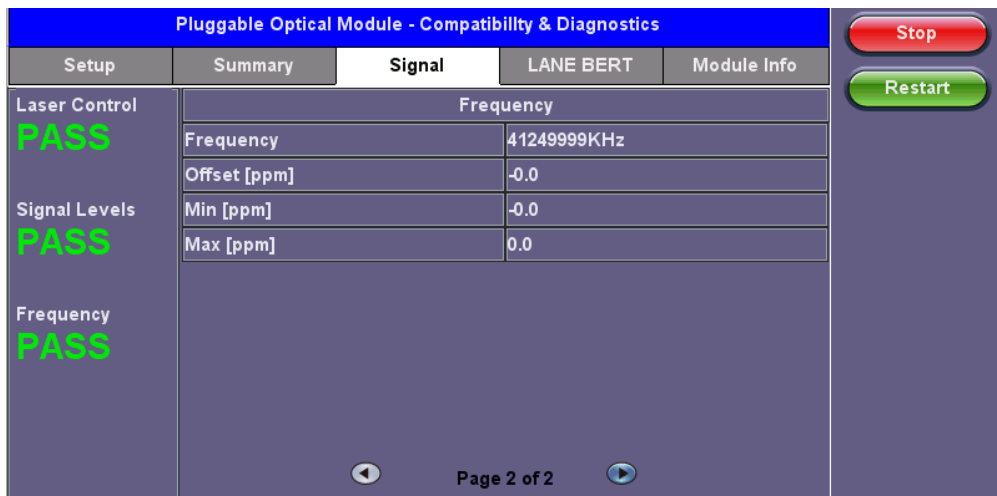 Pluggable Optical Module - Compatibillty & Diagnostics
Stop
Setup Summary Signal LANE BERT Module Info
Restart
Laser Control
PASS
Signal Levels
PASS
Frequency
PASS
Frequency
Frequency 41249999KHz
Offset [ppm] -0.0
Min [ppm] -0.0
Max [ppm] 0.0
Page 2 of 2